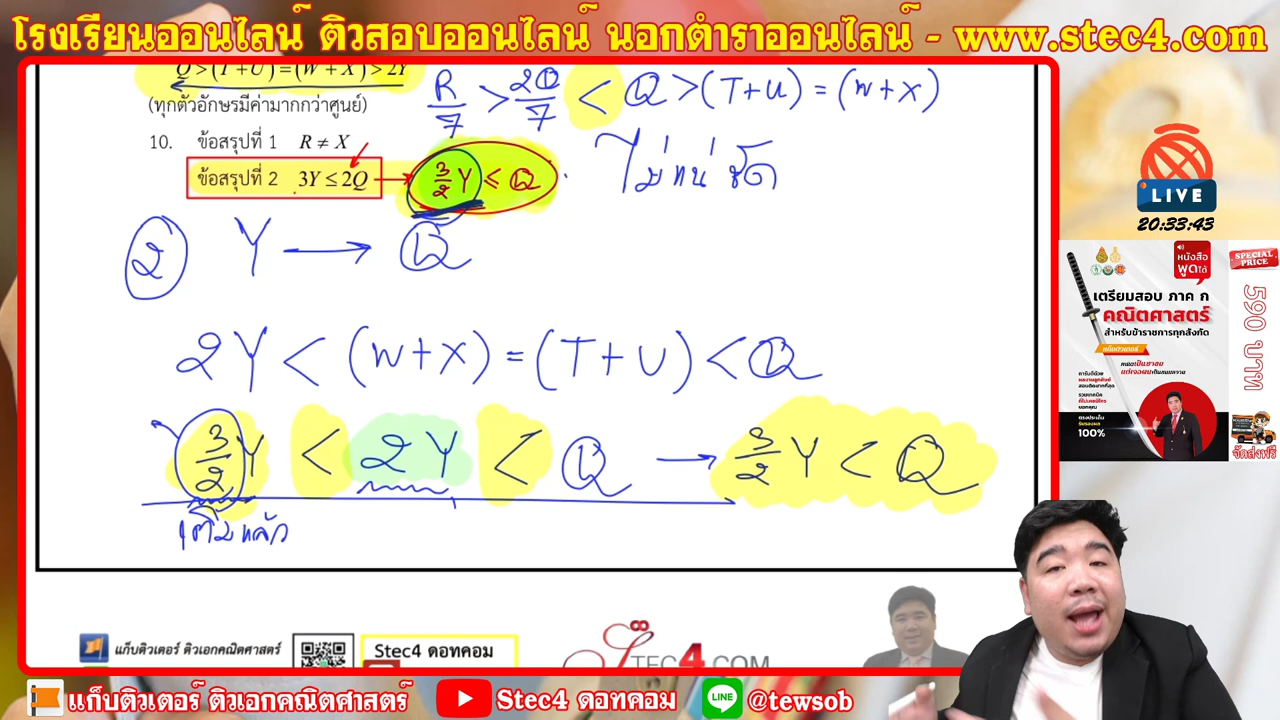 โรงเรียนออนไลน์ ติวสอบออนไลน์ นอกตำราออนไลน์ - www.stec4.com
Q>(T+U)=(W+X)>2Y
(ทุกตัวอักษรมีค่ามากกว่าศูนย์)
R/7 > 2Q/7 < Q >(T+U) = (W+X)
10. ข้อสรุปที่ 1 R ≠ X
ข้อสรุปที่ 2 3Y ≤ 2Q → 3/2 Y ≤ Q
ไม่แน่ชัด
2 Y → Q
2Y < (W+X) = (T+U) < Q
3/2 Y < 2Y < Q → 3/2 Y < Q
เติมแล้ว
LIVE
20:33:43
หนังสือ
พูดได้
SPECIAL
PRICE
เตรียมสอบ ภาค ก
คณิตศาสตร์
สำหรับข้าราชการทุกสังกัด
100%
590 บาท
จัดส่งฟรี
แก็บติวเตอร์ ติวเอกคณิตศาสตร์
Stec4 ดอทคอม
STEC4.COM
แก็บติวเตอร์ ติวเอกคณิตศาสตร์
Stec4 ดอทคอม
LINE
@tewsob